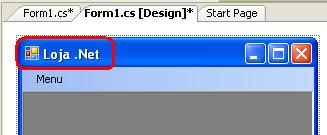 Form1.cs* Form1.cs [Design]* Start Page
Loja .Net
Menu